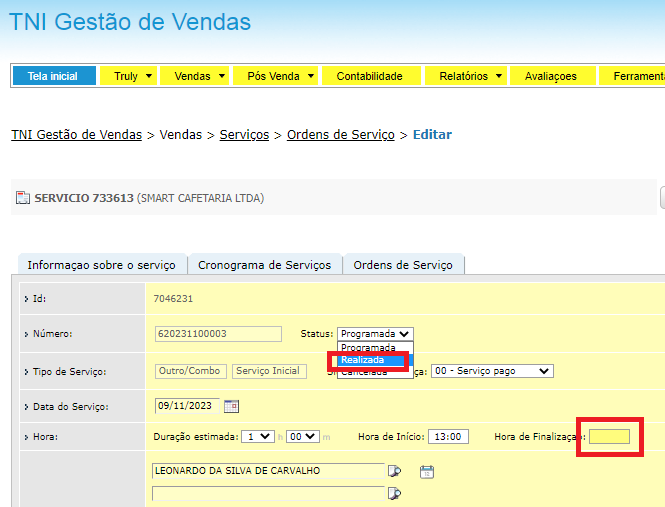 TNI Gestão de Vendas
Tela inicial Truly Vendas Pós Venda Contabilidade Relatórios Avaliaçoes Ferrament
TNI Gestão de Vendas > Vendas > Serviços > Ordens de Serviço > Editar
SERVICIO 733613 (SMART CAFETARIA LTDA)
Informaçao sobre o serviço Cronograma de Serviços Ordens de Serviço
Id: 7046231
Número: 620231100003 Status: Programada
Programada
Realizada
Tipo de Serviço: Outro/Combo Serviço Inicial Cancelada ça: 00 - Serviço pago
Data do Serviço: 09/11/2023
Hora: Duração estimada: 1 h 00 m Hora de Início: 13:00 Hora de Finalização:
LEONARDO DA SILVA DE CARVALHO